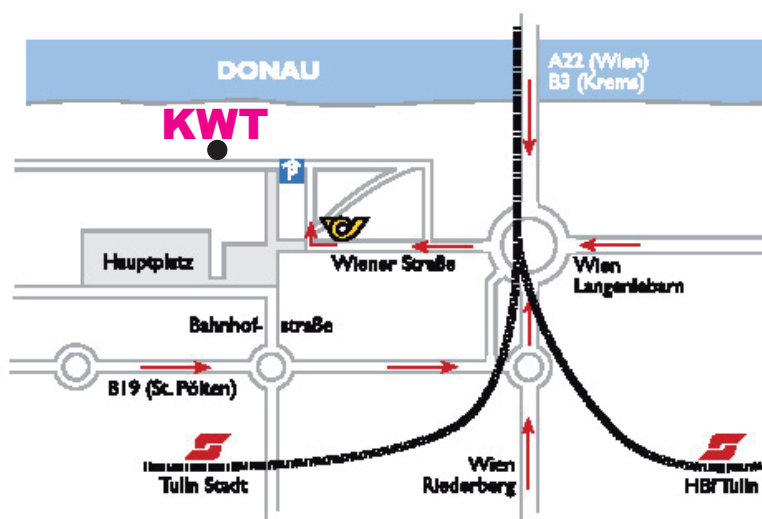 DONAU
A22 (Wien)
B3 (Krems)
KWT
P
Hauptplatz
Wiener Straße
Wien
Langenlebarn
Bahnhof- straße
B19 (St. Pölten)
Tulln Stadt
Wien
Riederberg
HBf Tulln